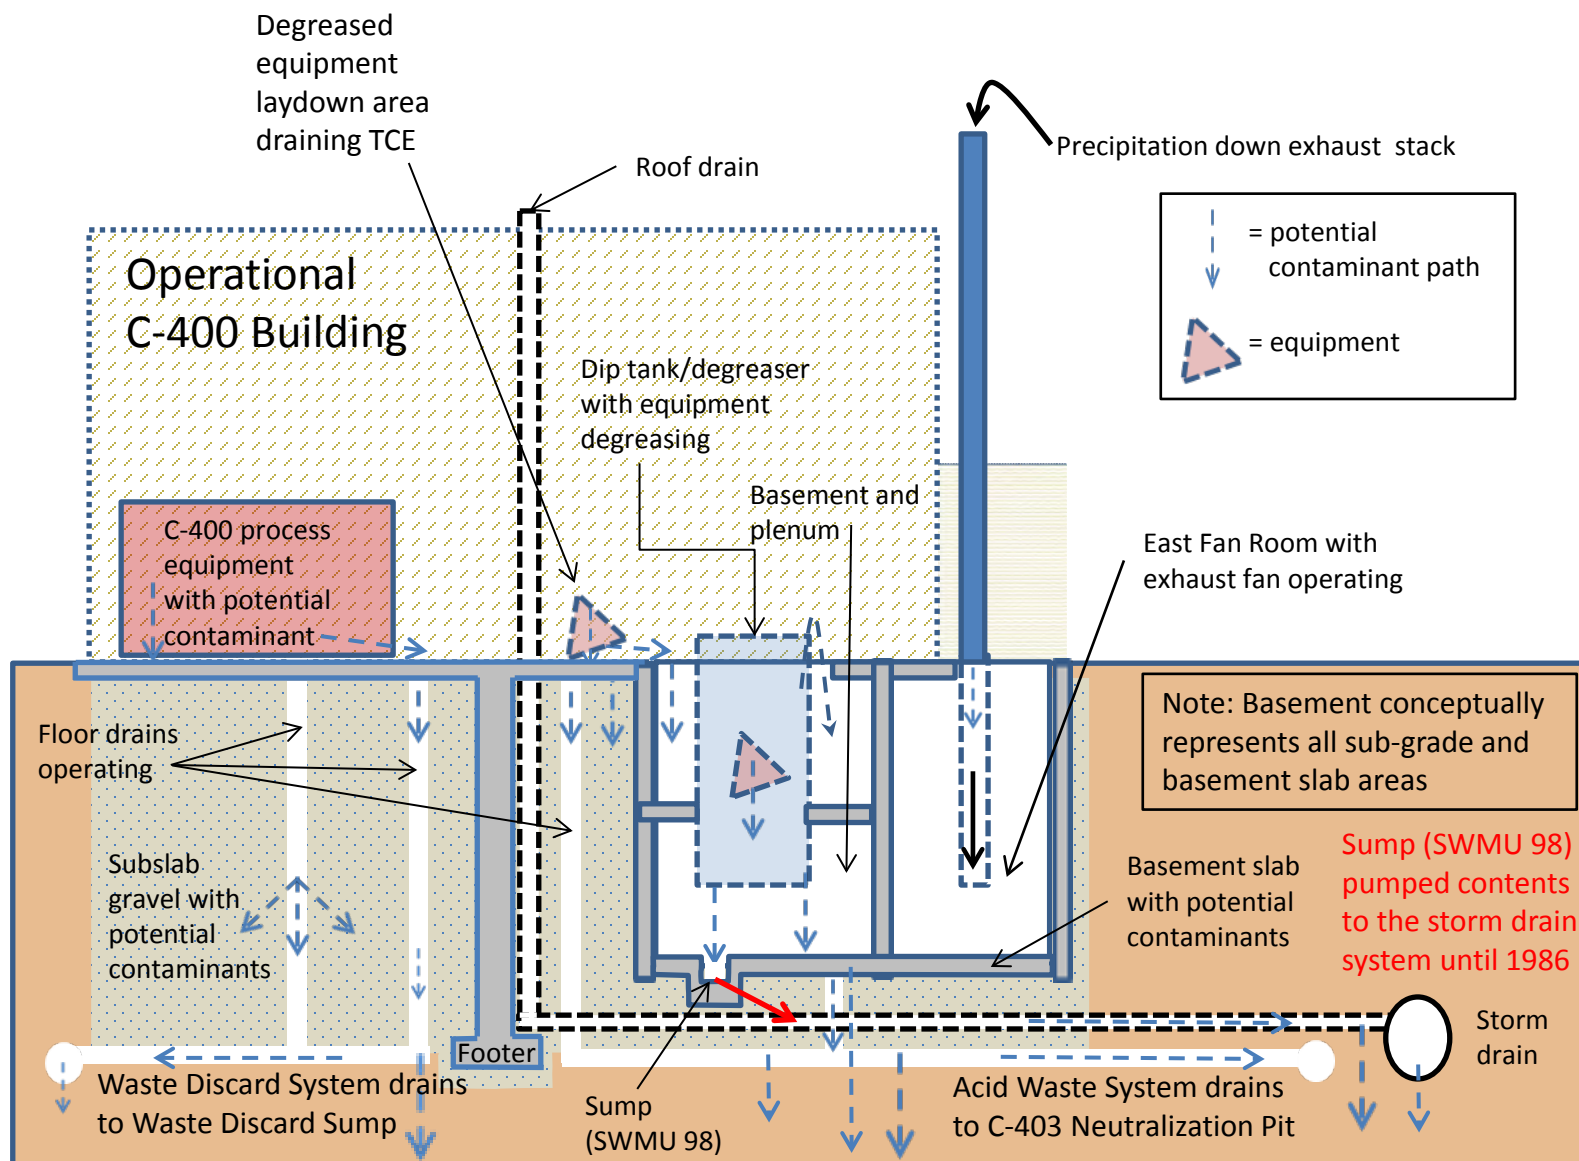 Degreased
equipment
laydown area
draining TCE
Roof drain
Precipitation down exhaust stack
= potential
contaminant path
= equipment
Operational
C-400 Building
Dip tank/degreaser
with equipment
degreasing
Basement and
plenum
C-400 process
equipment
with potential
contaminant
East Fan Room with
exhaust fan operating
Note: Basement conceptually
represents all sub-grade and
basement slab areas
Floor drains
operating
Subslab
gravel with
potential
contaminants
Basement slab
with potential
contaminants
Sump (SWMU 98)
pumped contents
to the storm drain
system until 1986
Storm
drain
Footer
Waste Discard System drains
to Waste Discard Sump
Sump
(SWMU 98)
Acid Waste System drains
to C-403 Neutralization Pit